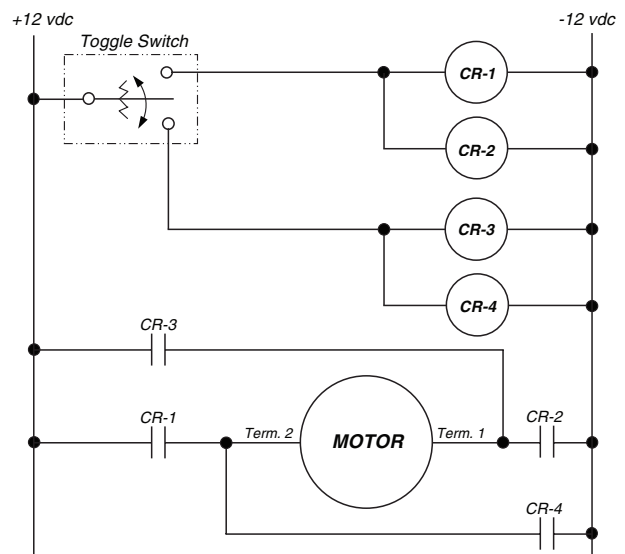 +12 vdc
-12 vdc
Toggle Switch
CR-1
CR-2
CR-3
CR-4
CR-3
CR-1
Term. 2
MOTOR
Term. 1
CR-2
CR-4